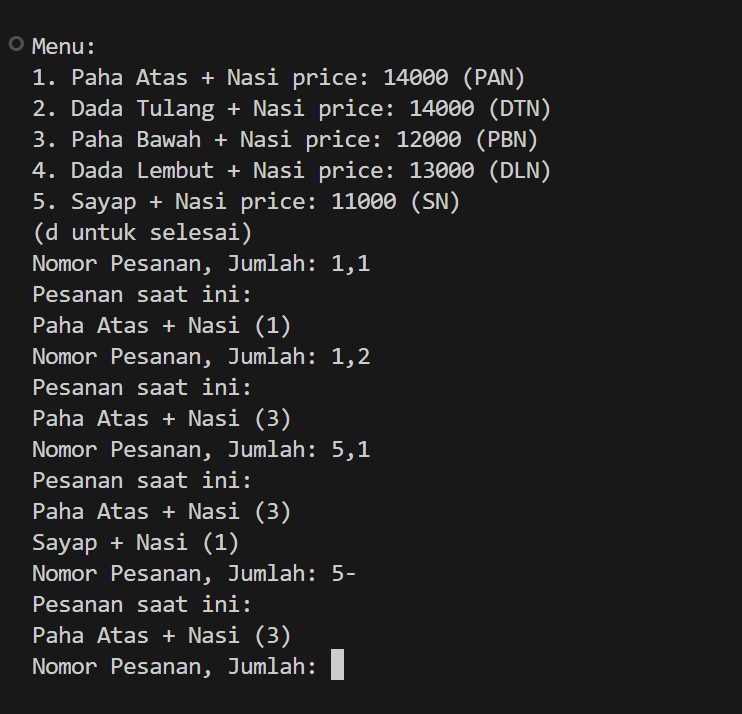 Menu:
1. Paha Atas + Nasi price: 14000 (PAN)
2. Dada Tulang + Nasi price: 14000 (DTN)
3. Paha Bawah + Nasi price: 12000 (PBN)
4. Dada Lembut + Nasi price: 13000 (DLN)
5. Sayap + Nasi price: 11000 (SN)
(d untuk selesai)
Nomor Pesanan, Jumlah: 1,1
Pesanan saat ini:
Paha Atas + Nasi (1)
Nomor Pesanan, Jumlah: 1,2
Pesanan saat ini:
Paha Atas + Nasi (3)
Nomor Pesanan, Jumlah: 5,1
Pesanan saat ini:
Paha Atas + Nasi (3)
Sayap + Nasi (1)
Nomor Pesanan, Jumlah: 5-
Pesanan saat ini:
Paha Atas + Nasi (3)
Nomor Pesanan, Jumlah: